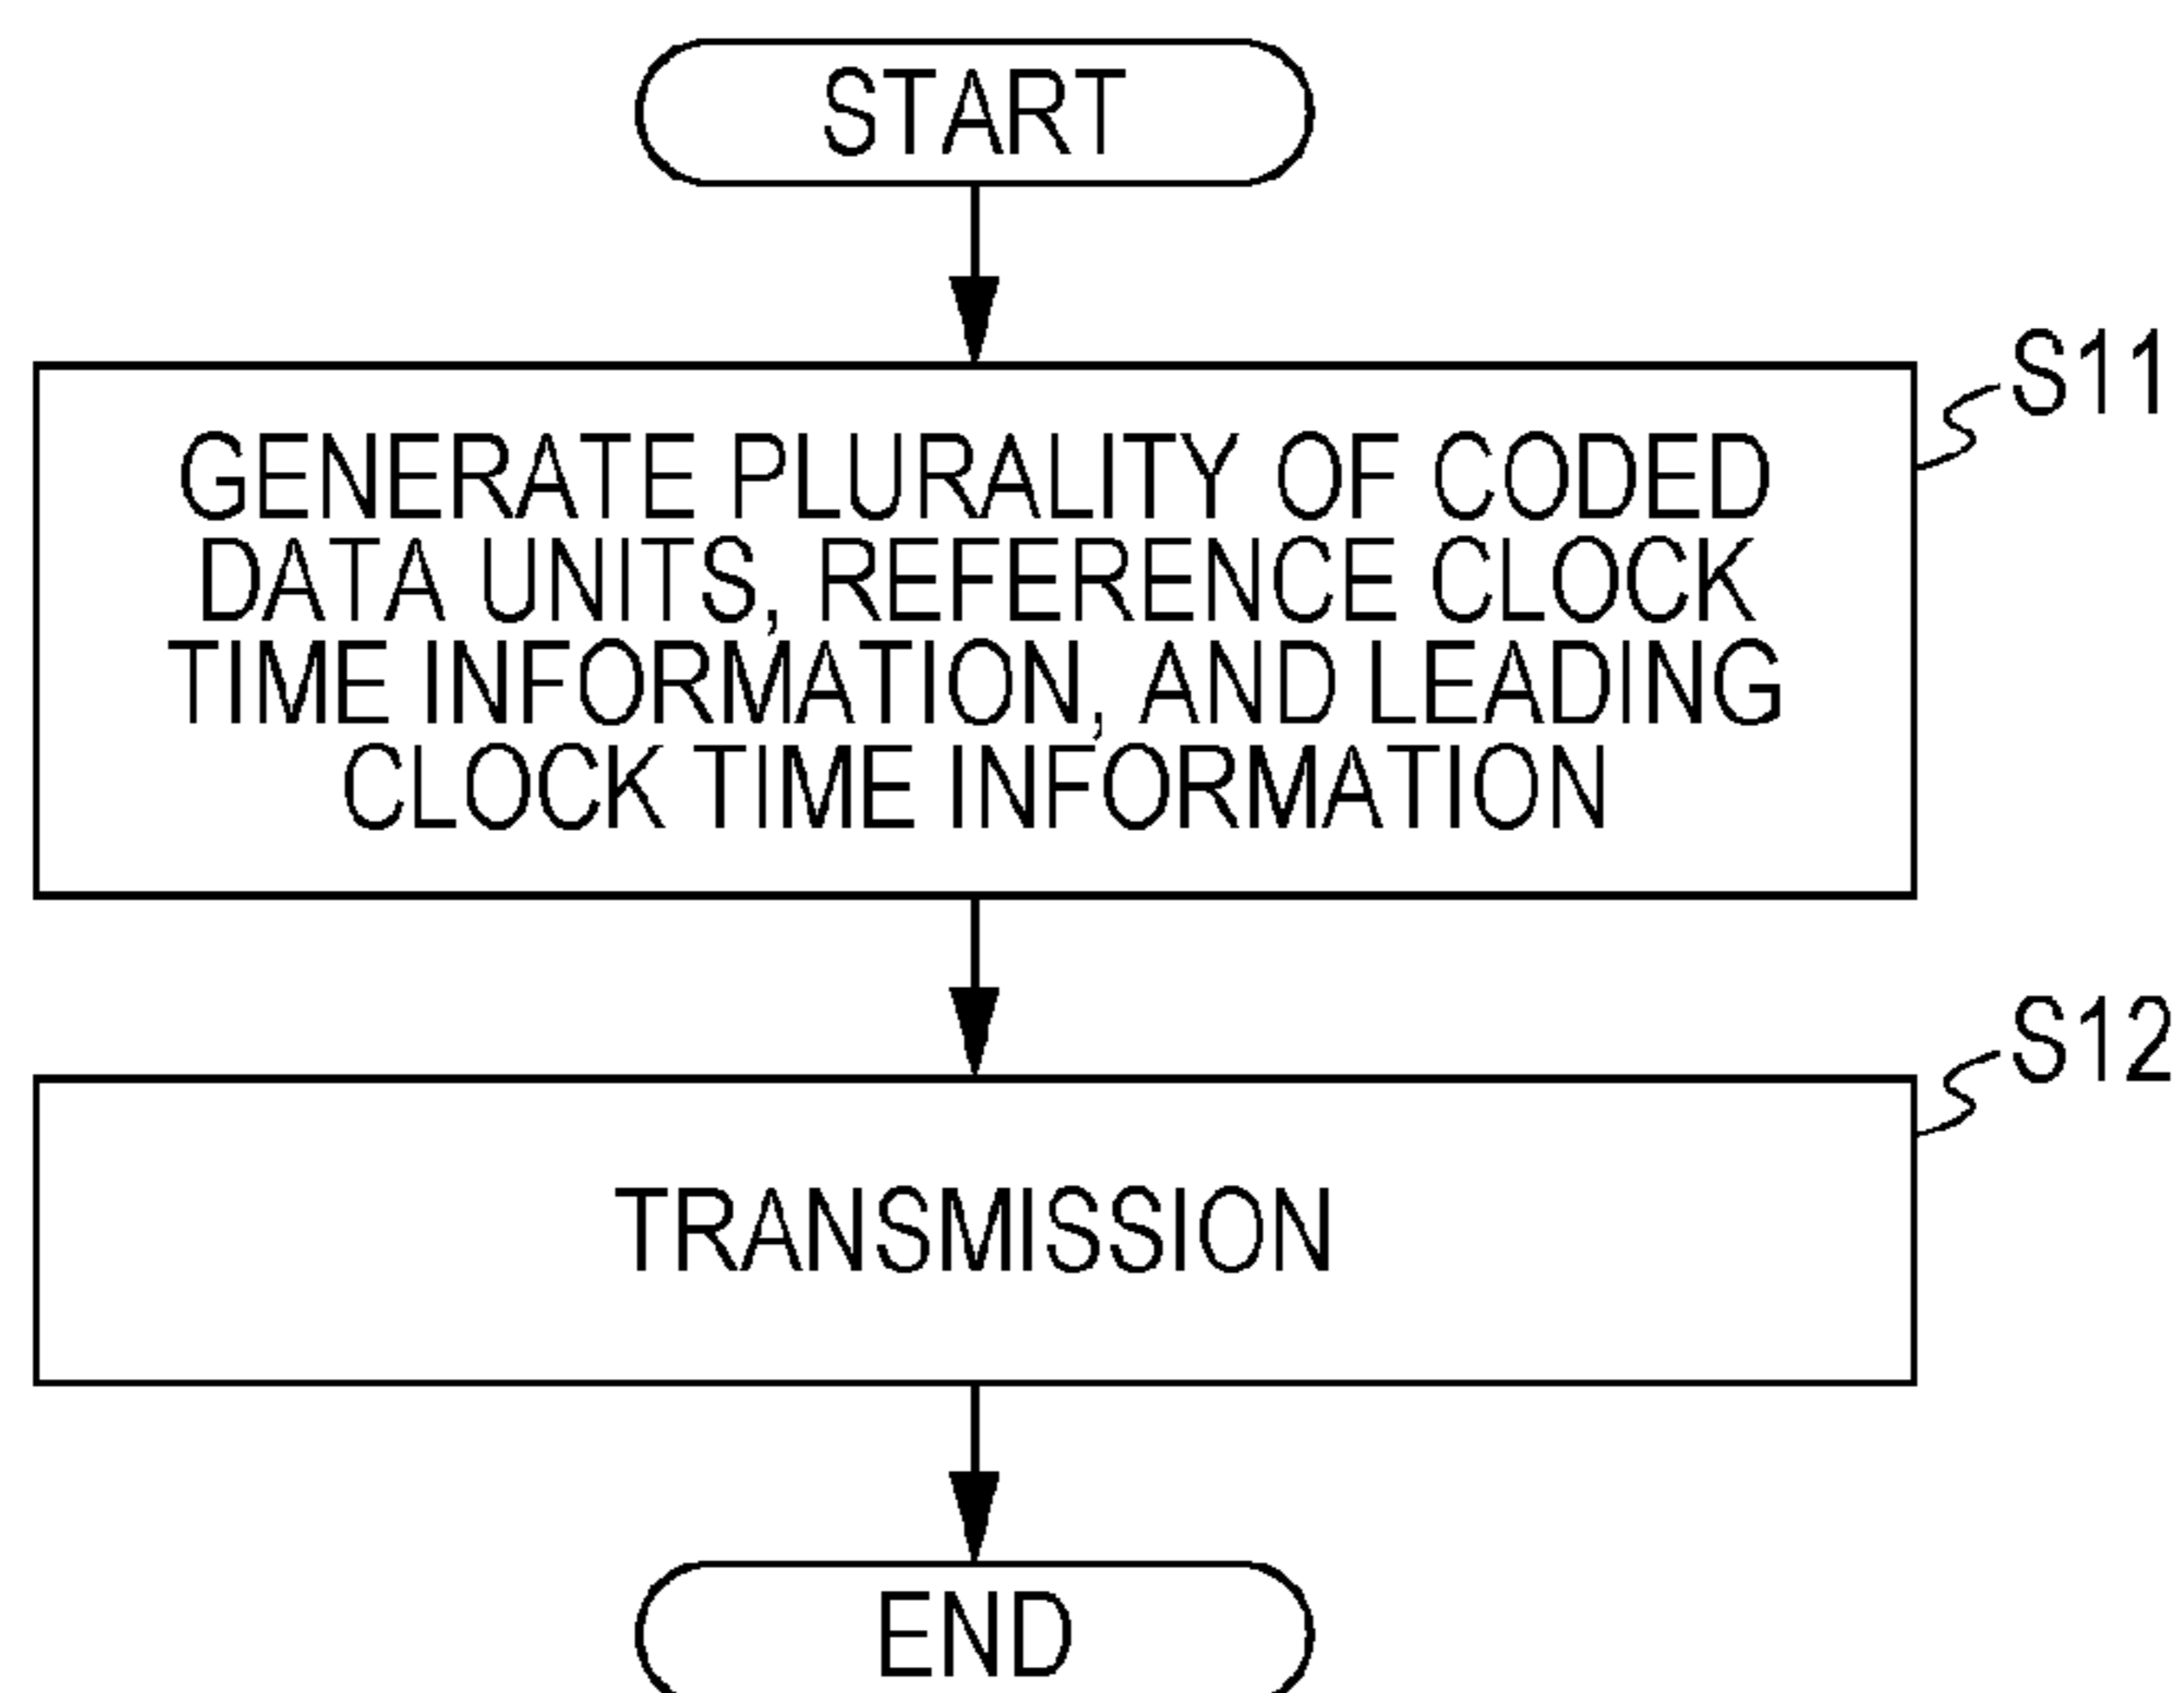 START
S11
GENERATE PLURALITY OF CODED
DATA UNITS, REFERENCE CLOCK
TIME INFORMATION, AND LEADING
CLOCK TIME INFORMATION
S12
TRANSMISSION
END